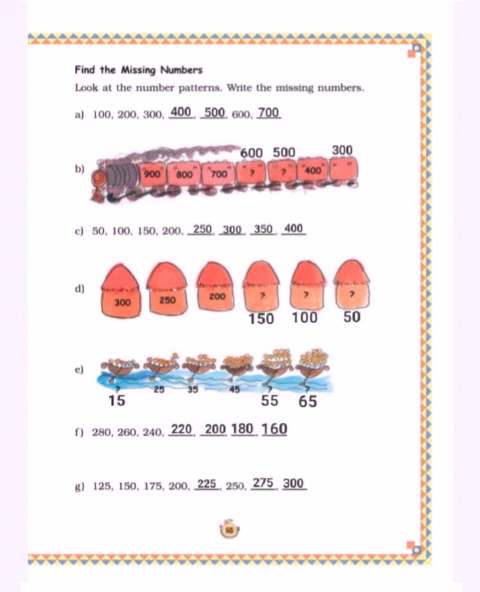 Find the Missing Numbers
Look at the number patterns. Write the missing numbers.
a) 100, 200, 300, 400 500 600, 700
600 500 300
b) 900 800 700 ? ? 400
c) 50, 100, 150, 200, 250 300 350 400
d) 300 250 200 ? ? ?
150 100 50
e) ? 25 35 45 ? ?
15 55 65
f) 280, 260, 240, 220 200 180 160
g) 125, 150, 175, 200, 225, 250, 275 300